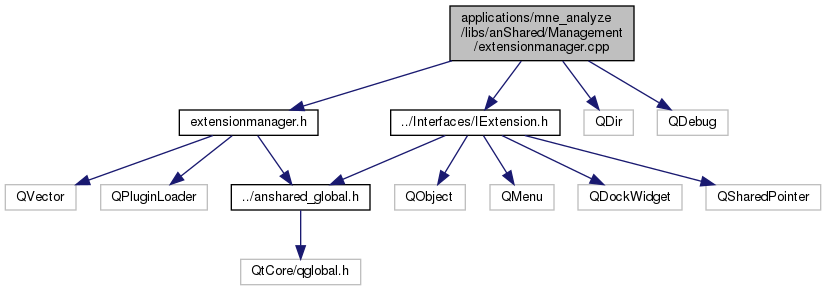 applications/mne_analyze
/libs/anShared/Management
/extensionmanager.cpp
extensionmanager.h
../Interfaces/IExtension.h
QDir
QDebug
QVector
QPluginLoader
../anshared_global.h
QObject
QMenu
QDockWidget
QSharedPointer
QtCore/qglobal.h